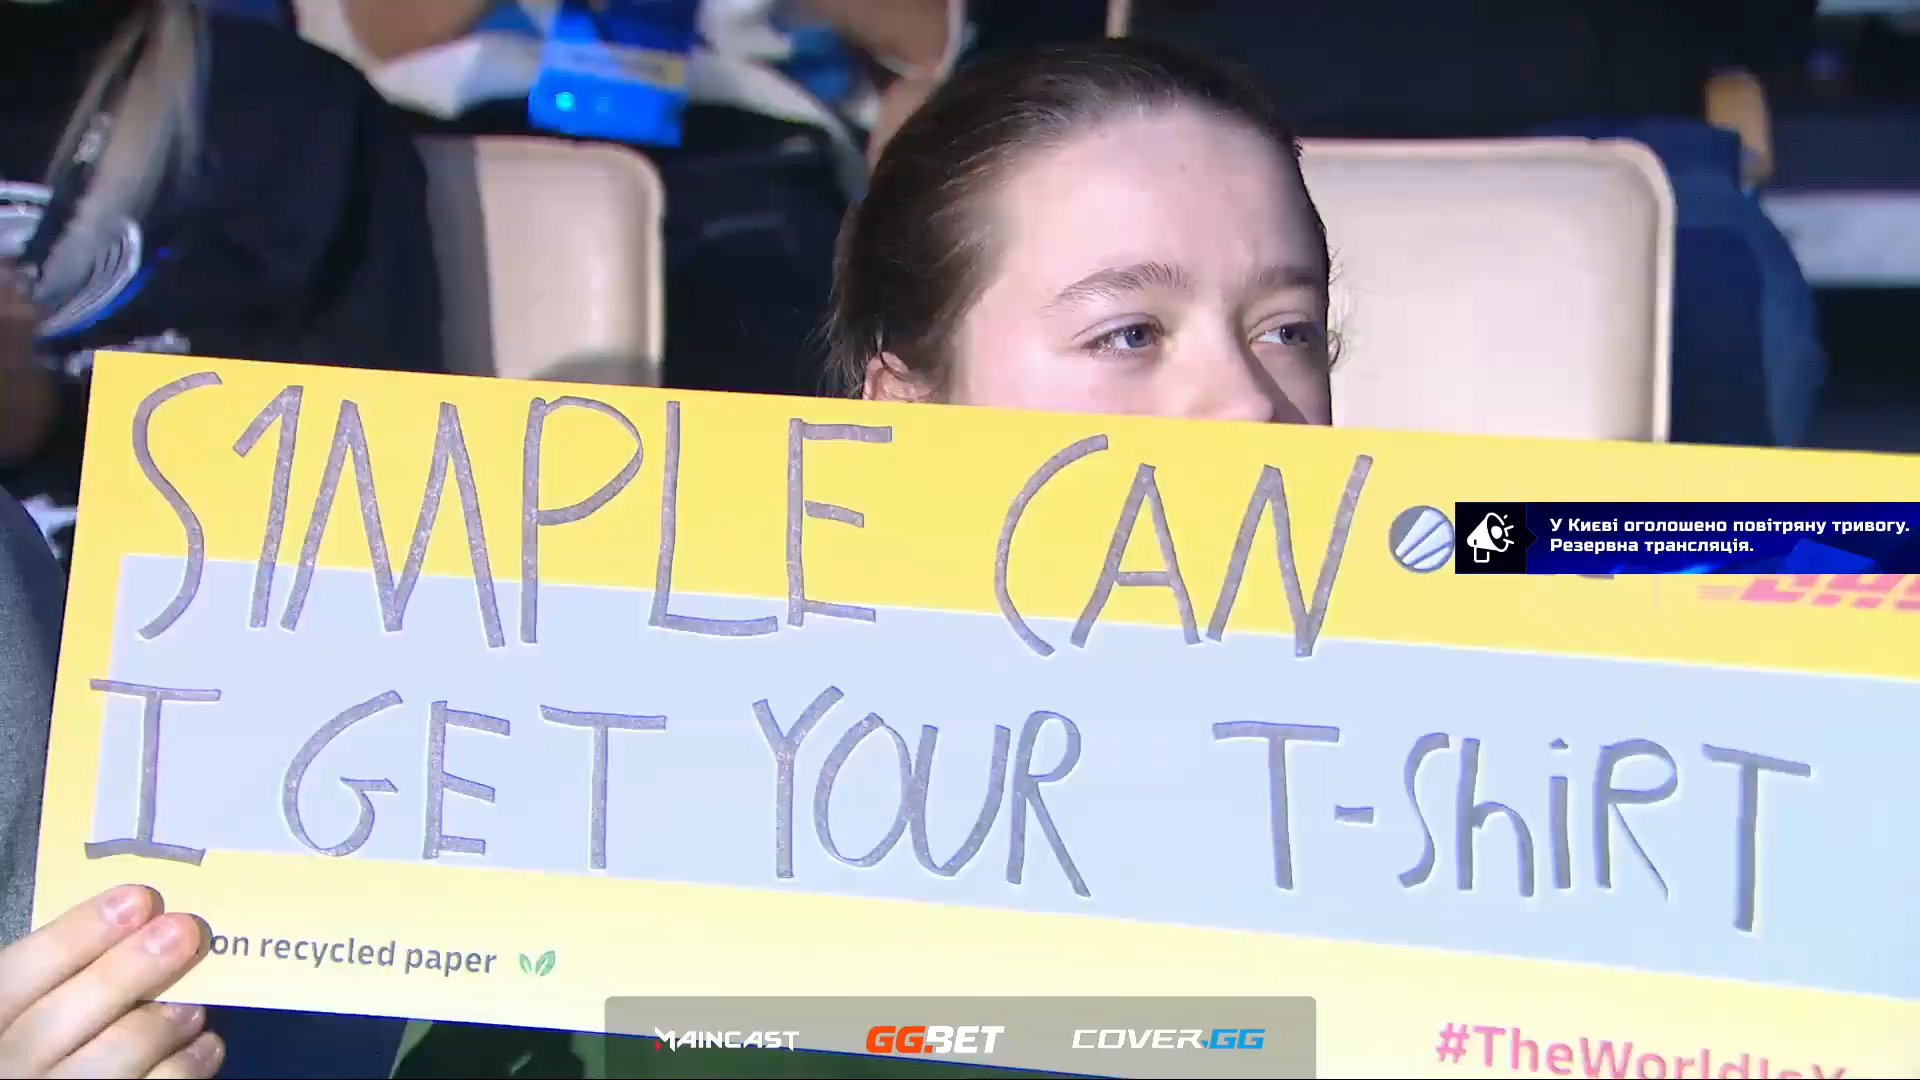 S1MPLE CAN
У Києві оголошено повітряну тривогу.
Резервна трансляція.
I GET YOUR T-ShiRT
on recycled paper
MAINCAST GG.BET COVER.GG